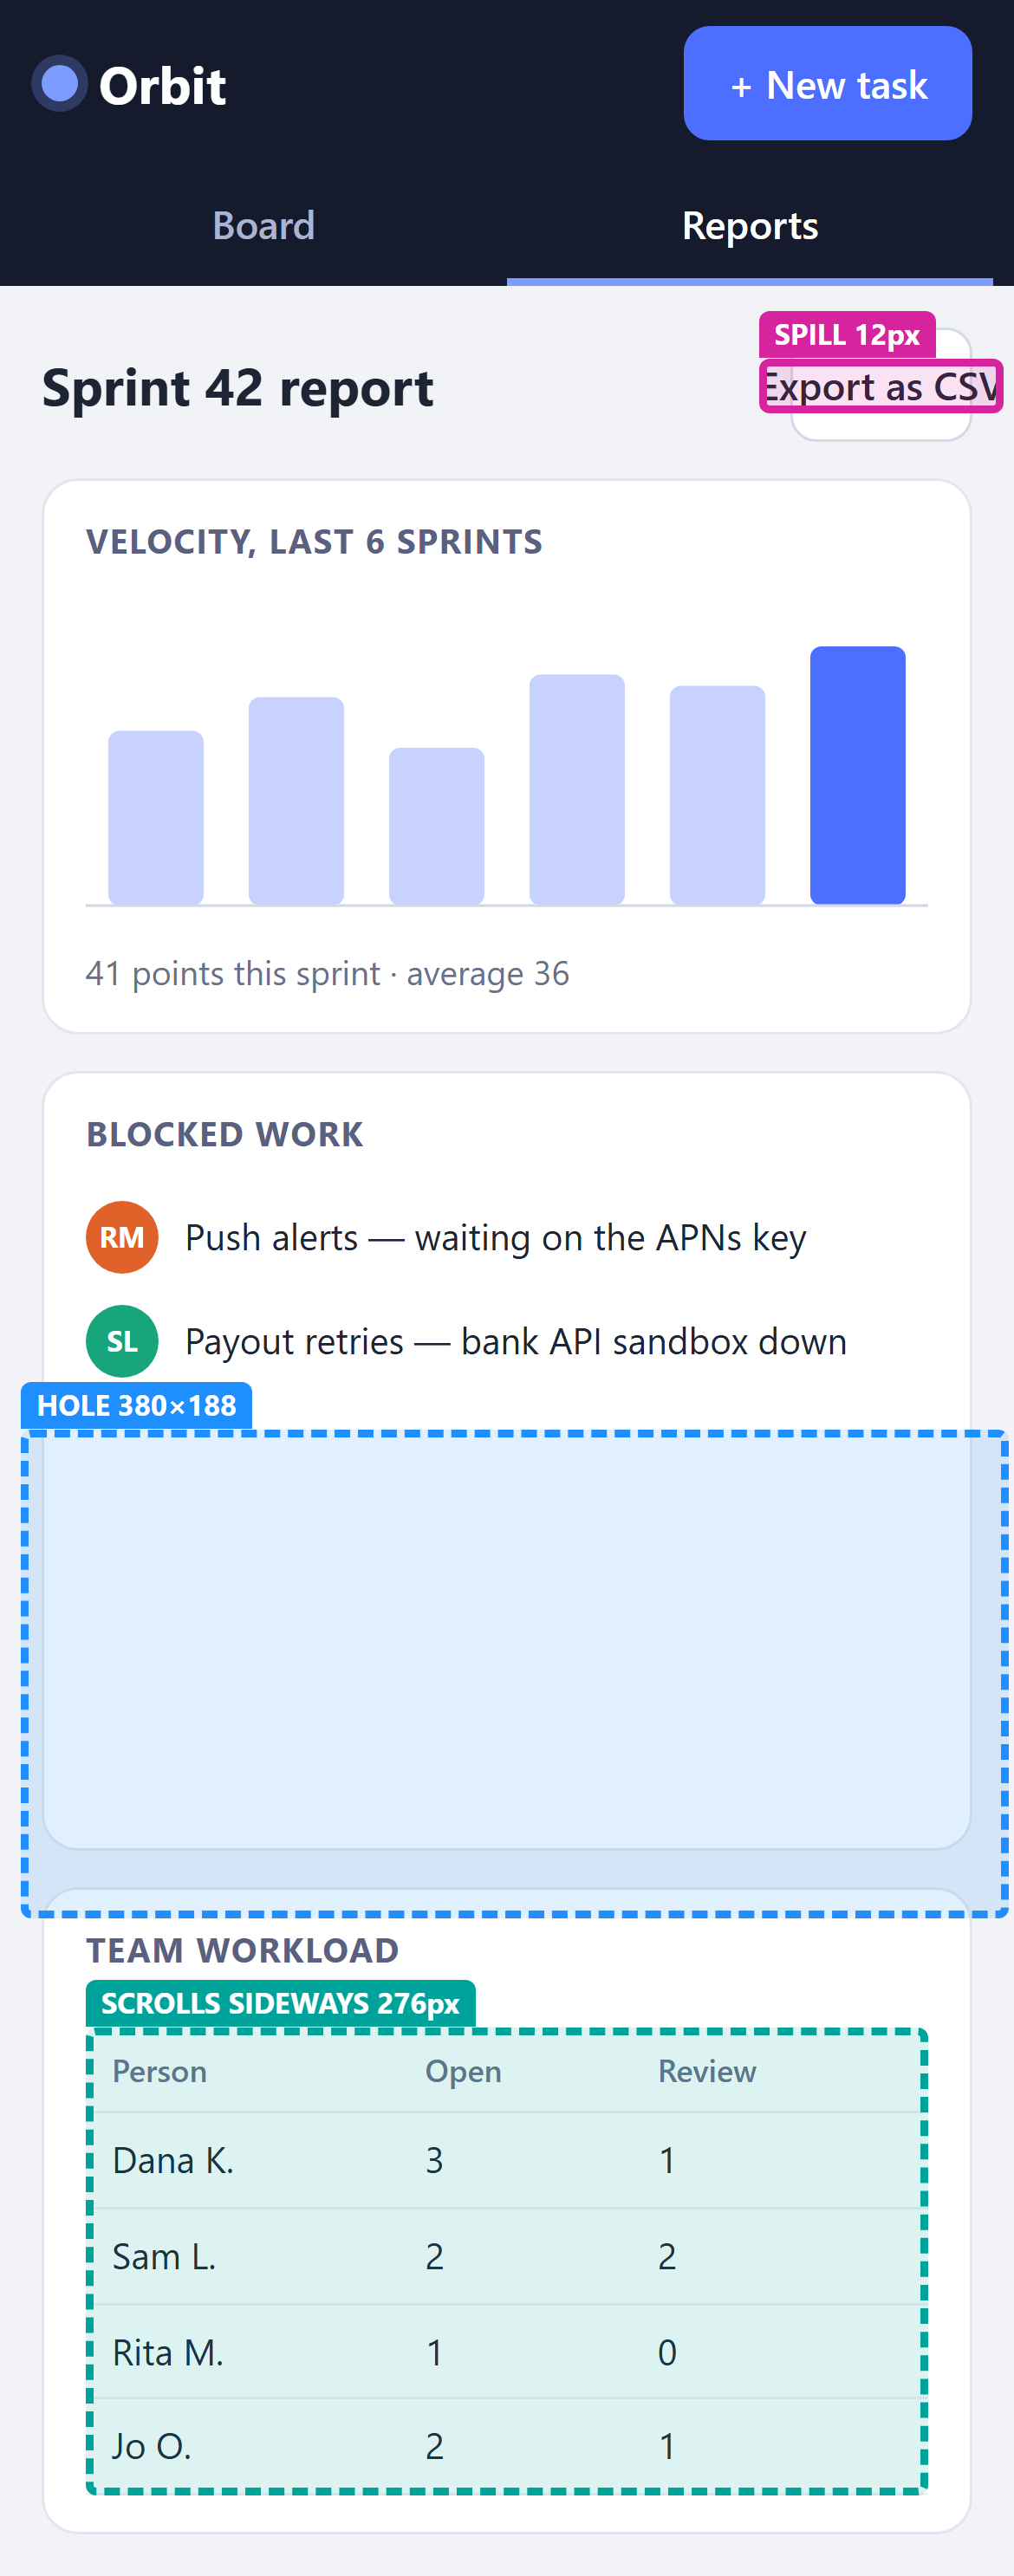 Orbit
+ New task
Board
Reports
SPILL 12px
Sprint 42 report
Export as CSV
VELOCITY, LAST 6 SPRINTS
41 points this sprint · average 36
BLOCKED WORK
RM Push alerts — waiting on the APNs key
SL Payout retries — bank API sandbox down
HOLE 380×188
TEAM WORKLOAD
SCROLLS SIDEWAYS 276px
Person Open Review
Dana K. 3 1
Sam L. 2 2
Rita M. 1 0
Jo O. 2 1